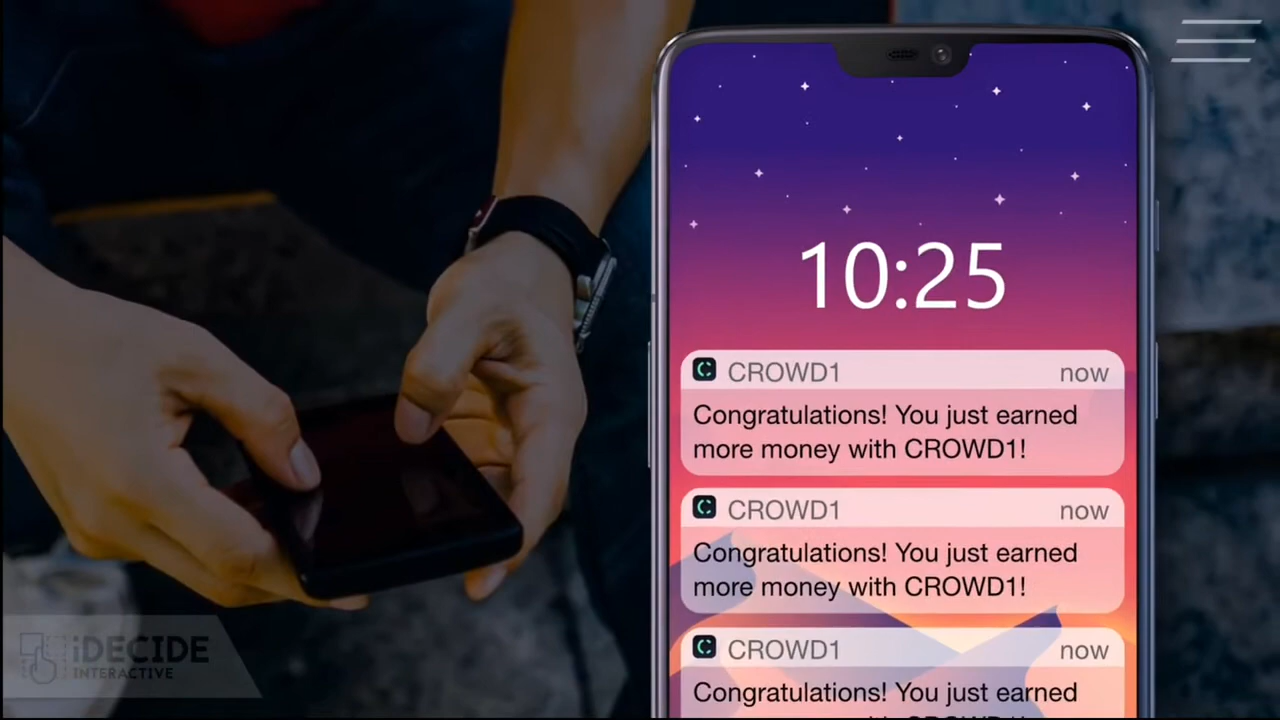 10:25
CROWD1 now
Congratulations! You just earned
more money with CROWD1!
CROWD1 now
Congratulations! You just earned
more money with CROWD1!
CROWD1 now
Congratulations! You just earned
iDECIDE
INTERACTIVE